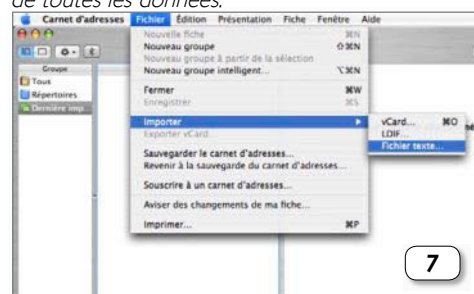 de toutes les données.
Carnet d'adresses Fichier Édition Présentation Fiche Fenêtre Aide
Nouvelle fiche ⌘N
Nouveau groupe ⇧⌘N
Nouveau groupe à partir de la sélection
Nouveau groupe intelligent... ⌥⌘N
Groupe
Tous
Répertoires
Dernière imp...
Fermer ⌘W
Enregistrer ⌘S
Importer
vCard... ⌘O
LDIF...
Fichier texte...
Exporter vCard...
Sauvegarder le carnet d'adresses...
Revenir à la sauvegarde du carnet d'adresses...
Souscrire à un carnet d'adresses...
Aviser des changements de ma fiche...
Imprimer... ⌘P
7